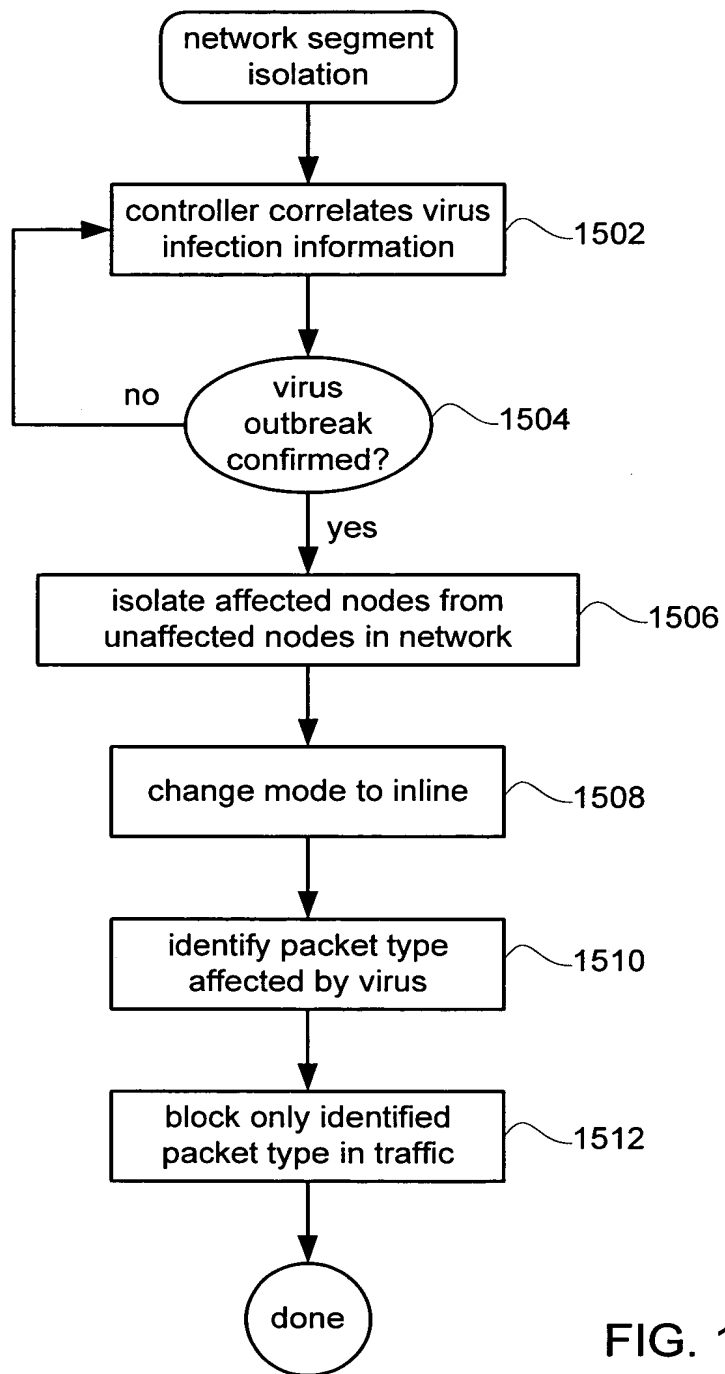 network segment
isolation
controller correlates virus
infection information
1502
no
virus
outbreak
confirmed?
1504
yes
isolate affected nodes from
unaffected nodes in network
1506
change mode to inline
1508
identify packet type
affected by virus
1510
block only identified
packet type in traffic
1512
done
FIG.